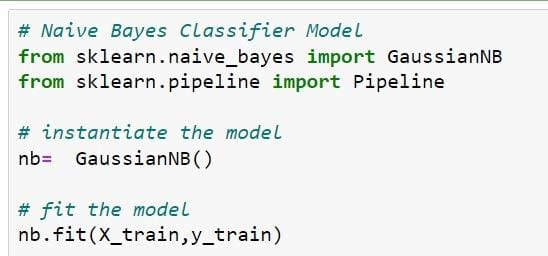 # Naive Bayes Classifier Model
from sklearn.naive_bayes import GaussianNB
from sklearn.pipeline import Pipeline
# instantiate the model
nb=  GaussianNB()
# fit the model
nb.fit(X_train,y_train)